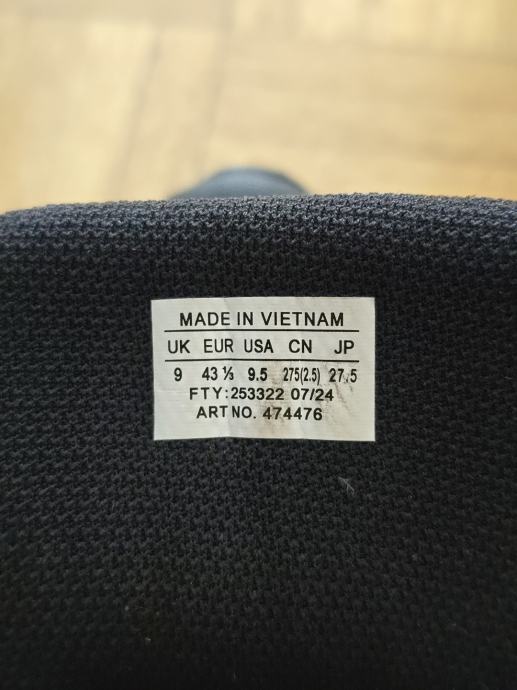 MADE IN VIETNAM
UK EUR USA CN JP
9 43 ⅓ 9.5 275(2.5) 27.5
FTY:253322 07/24
ART NO. 474476